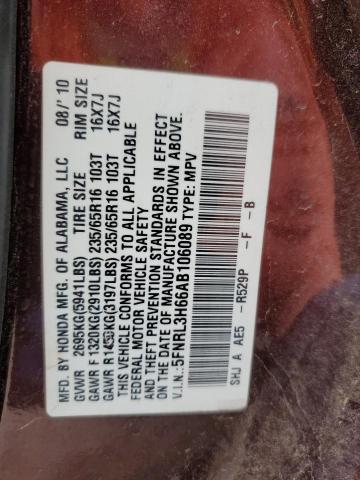 MFD. BY HONDA MFG. OF ALABAMA, LLC 08/'10
GVWR 2695KG(5941LBS) TIRE SIZE RIM SIZE
GAWR F 1320KG(2910LBS) 235/65R16 103T 16X7J
GAWR R (3197LBS) 235/65R16 103T 16X7J
THIS VEHICLE CONFORMS TO ALL APPLICABLE
FEDERAL MOTOR VEHICLE SAFETY
AND THEFT PREVENTION STANDARDS IN EFFECT
ON THE DATE OF MANUFACTURE SHOWN ABOVE.
V.I.N.:5FNRL3H66AB106089 TYPE: MPV
SHJ A AE5 -R529P -F -B